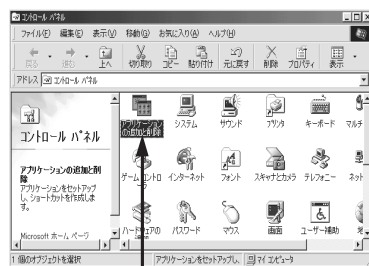 コントロール パネル
ファイル(F) 編集(E) 表示(V) 移動(G) お気に入り(A) ヘルプ(H)
戻る 進む 上へ 切り取り コピー 貼り付け 元に戻す 削除 プロパティ 表示
アドレス コントロール パネル
コントロール パネル
アプリケーションの追加と削除
アプリケーションをセットアップし、ショートカットを作成します。
Microsoft ホーム ページ
アプリケーションの追加と削除 システム サウンド プリンタ キーボード マルチ
ゲーム コントローラ インターネット フォント スキャナとカメラ テレフォニー ネット
ハードウェアの パスワード マウス 画面 ユーザー補助
1 個のオブジェクトを選択 アプリケーションをセットアップし、 マイ コンピュータ